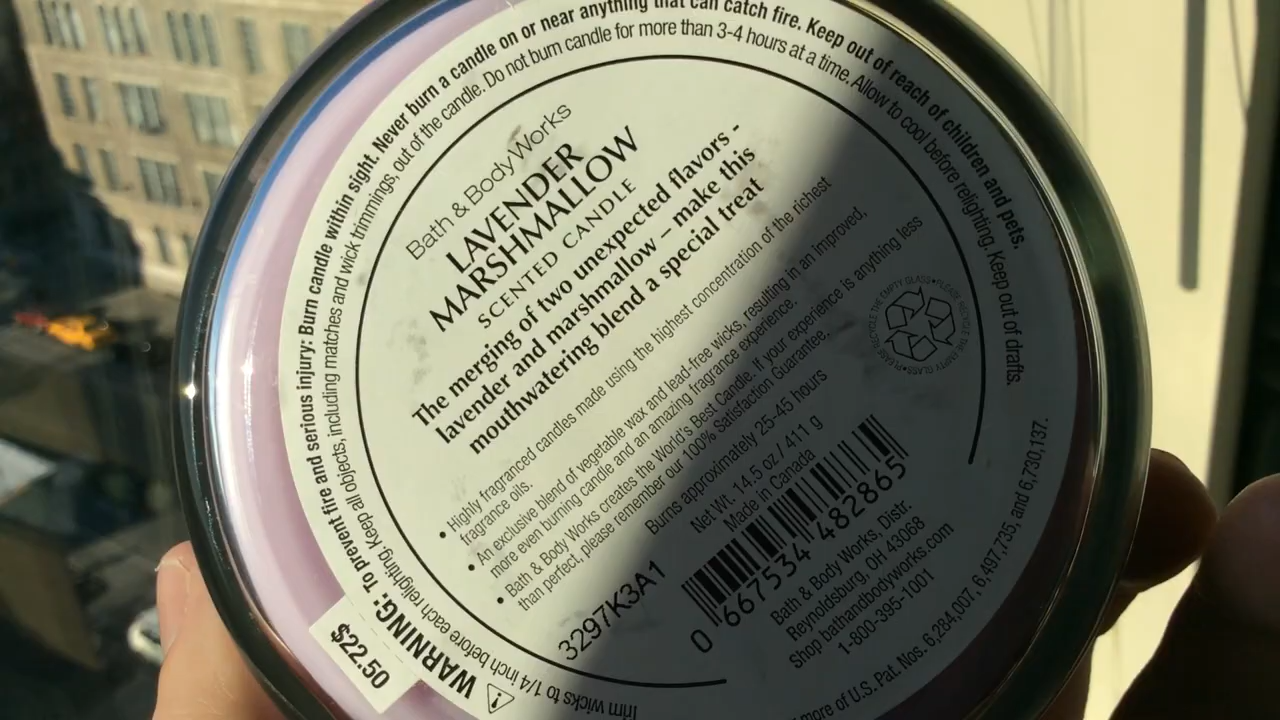 Bath & Body Works
LAVENDER
MARSHMALLOW
SCENTED CANDLE
The merging of two unexpected flavors -
lavender and marshmallow – make this
mouthwatering blend a special treat
• Highly fragranced candles made using the highest concentration of the richest
fragrance oils.
• An exclusive blend of vegetable wax and lead-free wicks, resulting in an improved,
more even burning candle and an amazing fragrance experience.
• Bath & Body Works creates the World's Best Candle. If your experience is anything less
than perfect, please remember our 100% Satisfaction Guarantee.
Burns approximately 25-45 hours
Net Wt. 14.5 oz / 411 g
Made in Canada
3297K3A1
0 667534 482865
Bath & Body Works, Distr.
Reynoldsburg, OH 43068
Shop bathandbodyworks.com
1-800-395-1001
more of U.S. Pat. Nos. 6,284,007, 6,497,735, and 6,730,137.
PLEASE RECYCLE THE EMPTY GLASS•PLEASE RECYCLE THE EMPTY GLASS•
WARNING: To prevent fire and serious injury: Burn candle within sight. Never burn a candle on or near anything that can catch fire. Keep out of reach of children and pets.
Trim wicks to 1/4 inch before each relighting. Keep all objects, including matches and wick trimmings, out of the candle. Do not burn candle for more than 3-4 hours at a time. Allow to cool before relighting. Keep out of drafts.
$22.50